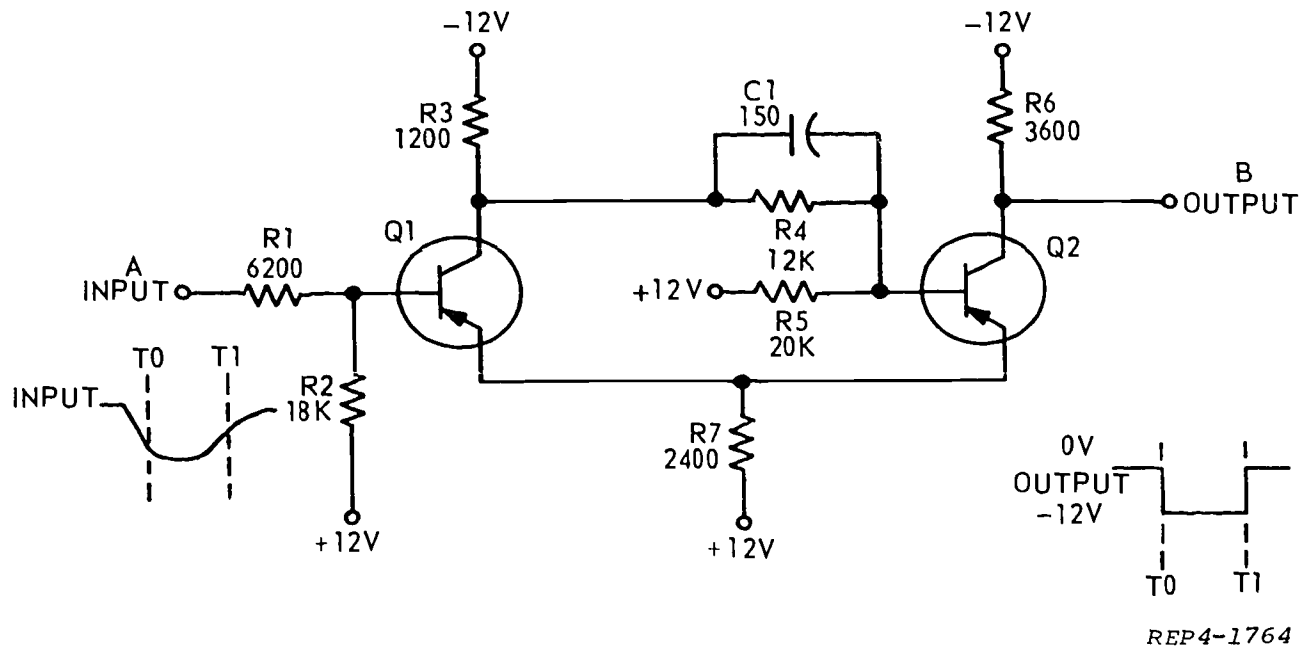 -12V
-12V
R3
1200
C1
150
R6
3600
B
OUTPUT
Q1
R4
12K
Q2
A
INPUT
R1
6200
+12V
R5
20K
T0
T1
INPUT
R2
18K
R7
2400
+12V
+12V
0V
OUTPUT
-12V
T0
T1
REP4-1764